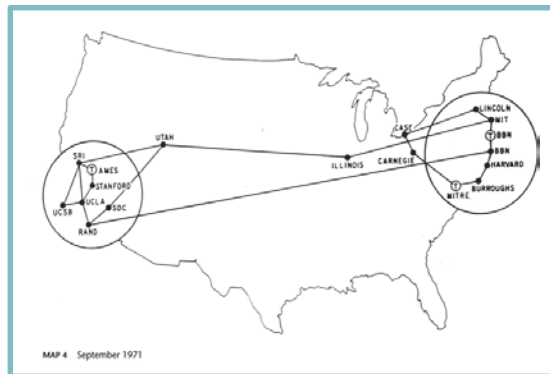 LINCOLN
MIT
UTAH
CASE
T BBN
BBN
SRI
CARNEGIE
T AMES
ILLINOIS
HARVARD
STANFORD
BURROUGHS
T
MITRE
UCLA
SDC
UCSB
RAND
MAP 4 September 1971